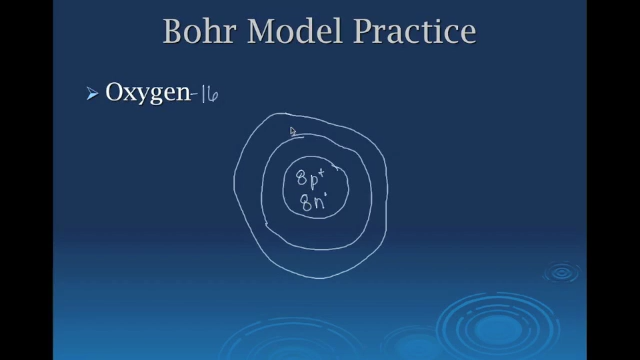 Bohr Model Practice
Oxygen-16
8p⁺
8n°